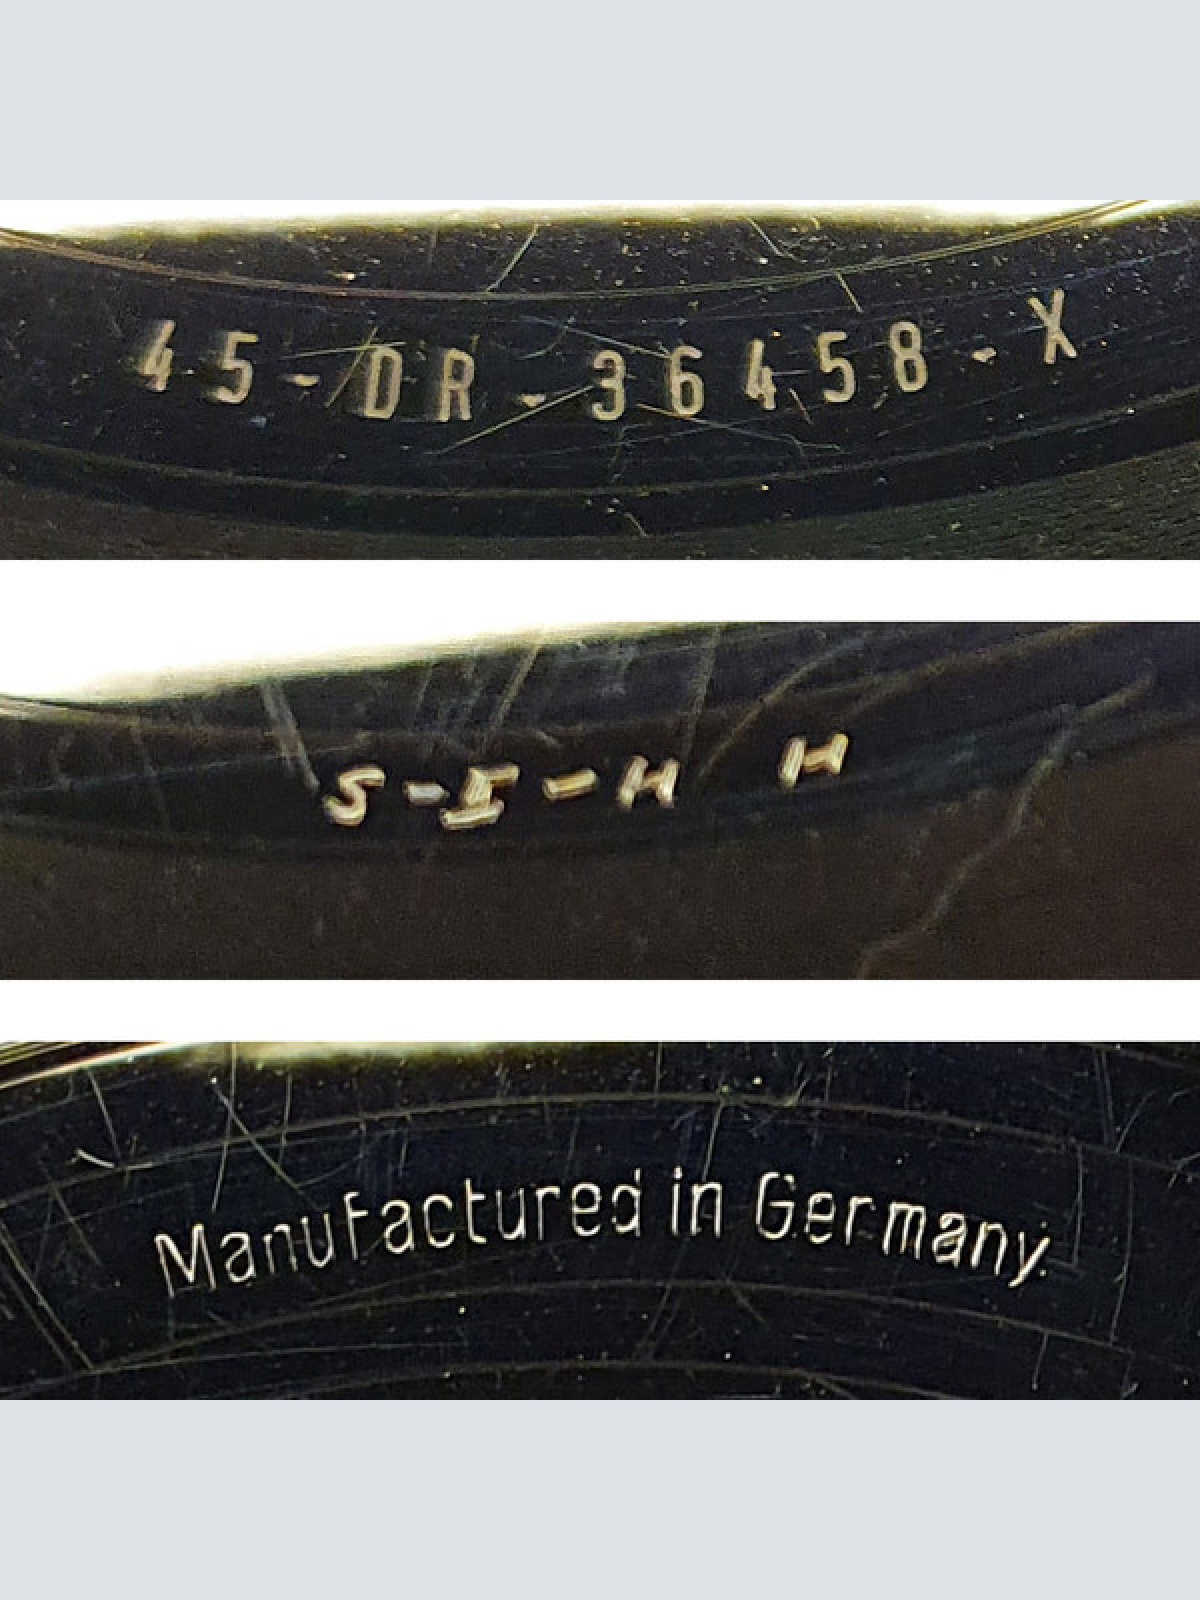 45-DR-36458-X
S-I-H H
Manufactured in Germany.